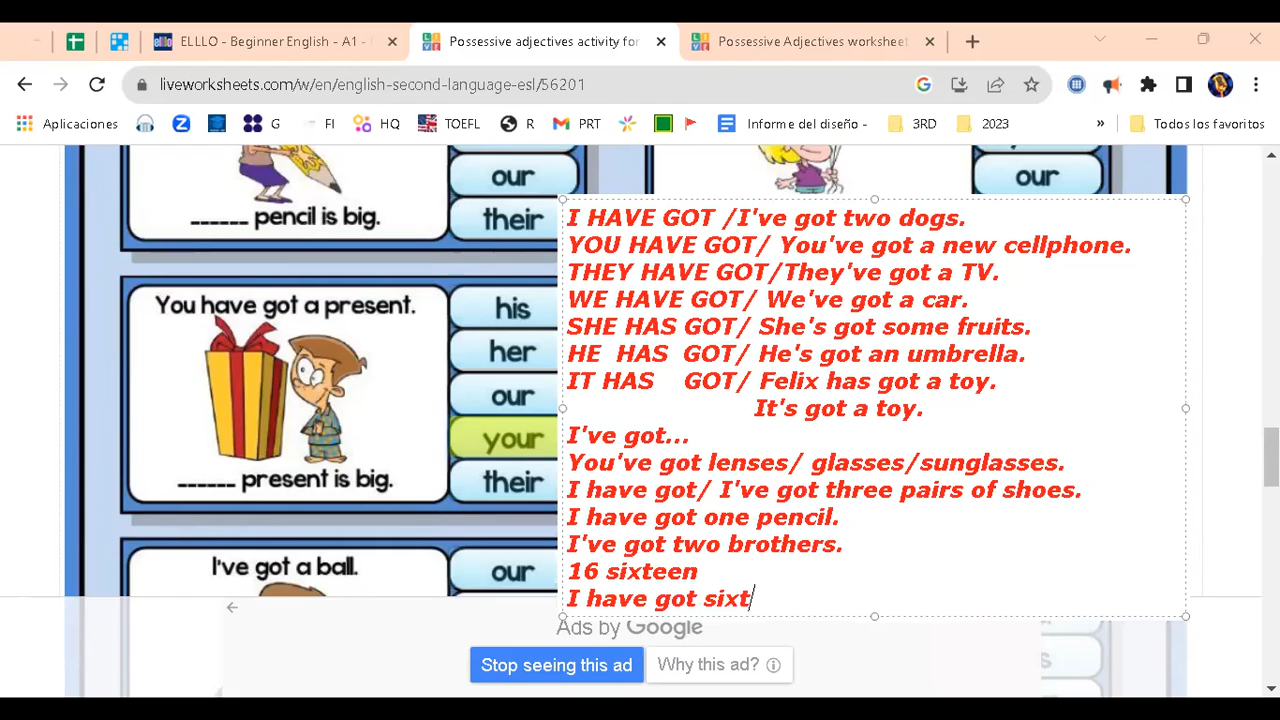 ELLLO - Beginner English - A1 -
Possessive adjectives activity for
Possessive Adjectives worksheet
liveworksheets.com/w/en/english-second-language-esl/56201
Aplicaciones
G
FI
HQ
TOEFL
R
PRT
Informe del diseño -
3RD
2023
»
Todos los favoritos
______ pencil is big.
our
their
our
You have got a present.
______ present is big.
his
her
our
your
their
I've got a ball.
our
I HAVE GOT /I've got two dogs.
YOU HAVE GOT/ You've got a new cellphone.
THEY HAVE GOT/They've got a TV.
WE HAVE GOT/ We've got a car.
SHE HAS GOT/ She's got some fruits.
HE HAS GOT/ He's got an umbrella.
IT HAS GOT/ Felix has got a toy.
It's got a toy.
I've got...
You've got lenses/ glasses/sunglasses.
I have got/ I've got three pairs of shoes.
I have got one pencil.
I've got two brothers.
16 sixteen
I have got sixt
Ads by Google
Stop seeing this ad
Why this ad?